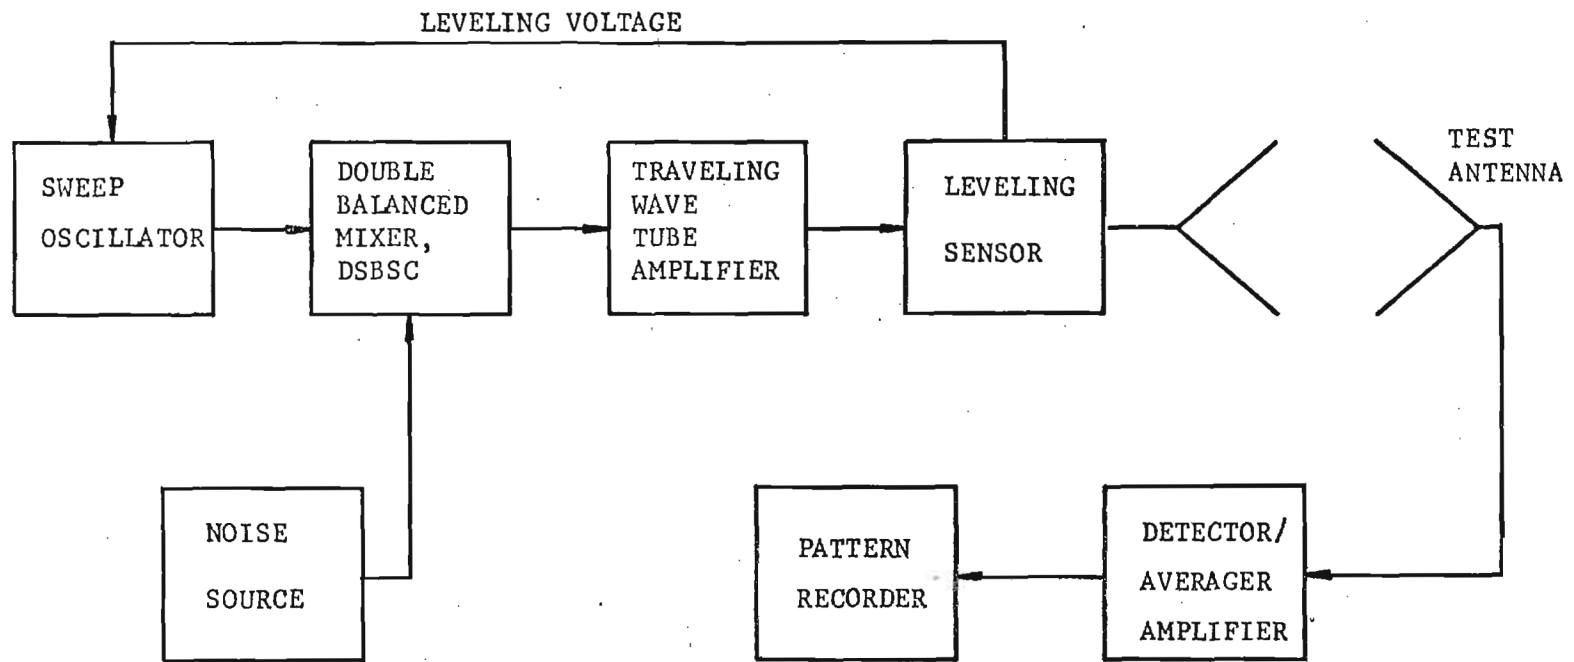 LEVELING VOLTAGE
SWEEP
OSCILLATOR
DOUBLE
BALANCED
MIXER,
DSBSC
TRAVELING
WAVE
TUBE
AMPLIFIER
LEVELING
SENSOR
TEST
ANTENNA
NOISE
SOURCE
PATTERN
RECORDER
DETECTOR/
AVERAGER
AMPLIFIER